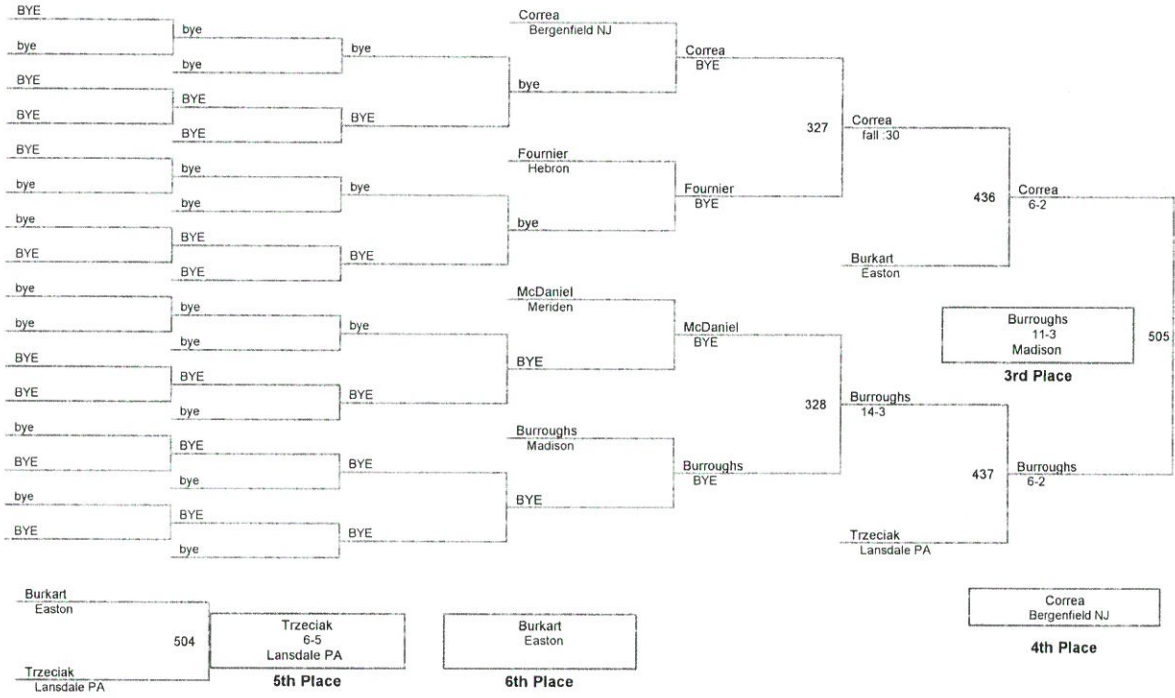 BYE
bye
BYE
BYE
BYE
bye
bye
BYE
bye
bye
BYE
BYE
bye
BYE
bye
BYE
bye
bye
BYE
BYE
bye
bye
BYE
BYE
bye
bye
BYE
bye
BYE
bye
BYE
bye
bye
BYE
bye
BYE
bye
BYE
BYE
BYE
Correa
Bergenfield NJ
bye
Fournier
Hebron
bye
McDaniel
Meriden
BYE
Burroughs
Madison
BYE
Correa
BYE
327
Fournier
BYE
McDaniel
BYE
328
Burroughs
BYE
Correa
fall :30
436
Burkart
Easton
Burroughs
14-3
437
Trzeciak
Lansdale PA
Correa
6-2
Burroughs
11-3
Madison
505
3rd Place
Burroughs
6-2
Correa
Bergenfield NJ
4th Place
Burkart
Easton
504
Trzeciak
Lansdale PA
Trzeciak
6-5
Lansdale PA
5th Place
Burkart
Easton
6th Place